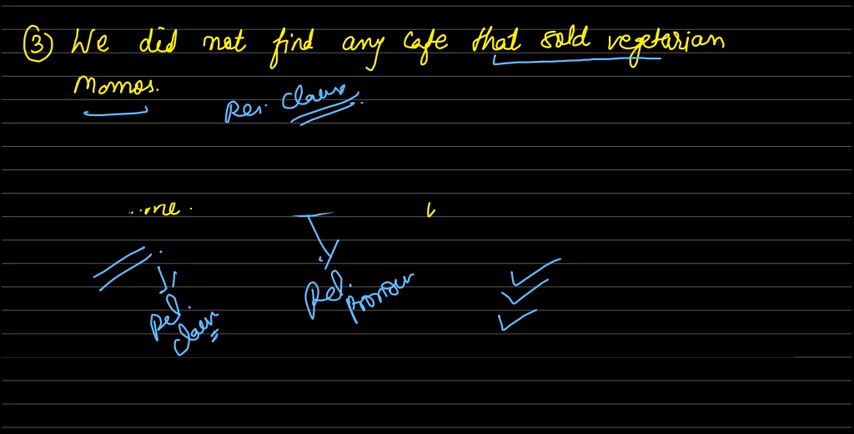 ③ We did not find any cafe that sold vegetarian
Momos.
Rel. Clause.
Rel. pronoun
Rel. Clause